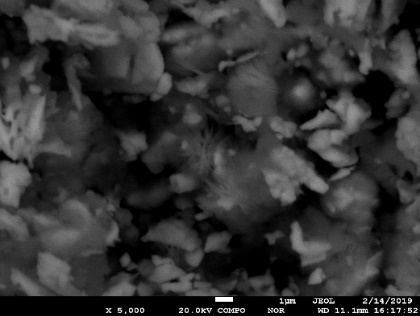 1µm JEOL 2/14/2019
X 5,000 20.0kV COMPO NOR WD 11.1mm 16:17:52